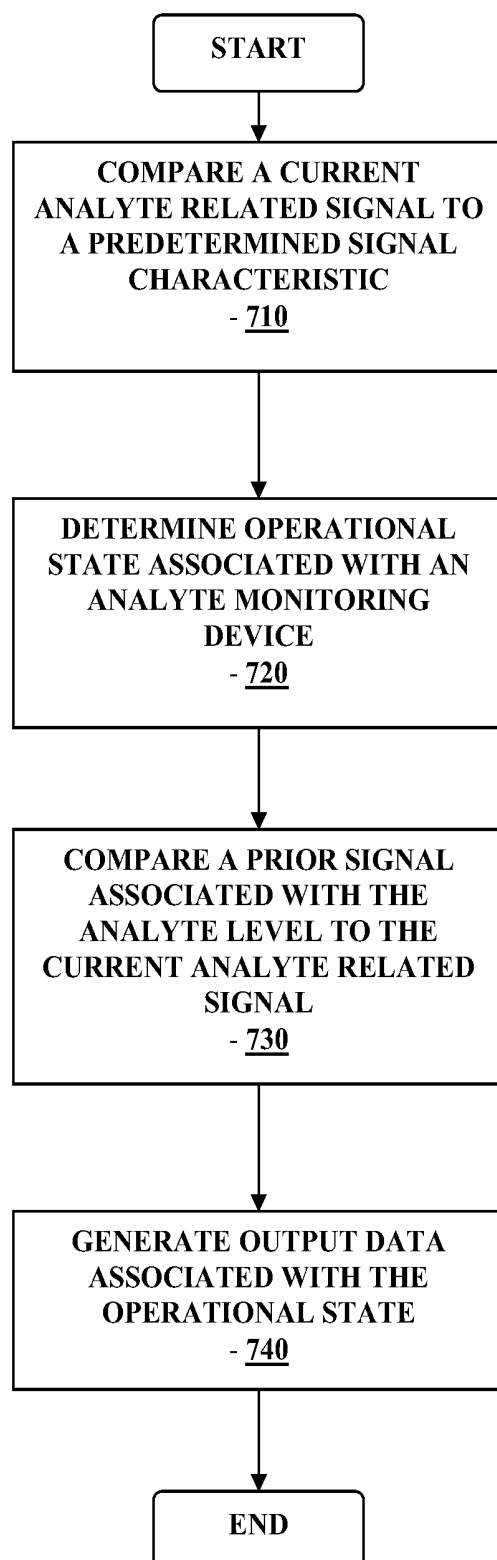 START
COMPARE A CURRENT
ANALYTE RELATED SIGNAL TO
A PREDETERMINED SIGNAL
CHARACTERISTIC
- 710
DETERMINE OPERATIONAL
STATE ASSOCIATED WITH AN
ANALYTE MONITORING
DEVICE
- 720
COMPARE A PRIOR SIGNAL
ASSOCIATED WITH THE
ANALYTE LEVEL TO THE
CURRENT ANALYTE RELATED
SIGNAL
- 730
GENERATE OUTPUT DATA
ASSOCIATED WITH THE
OPERATIONAL STATE
- 740
END